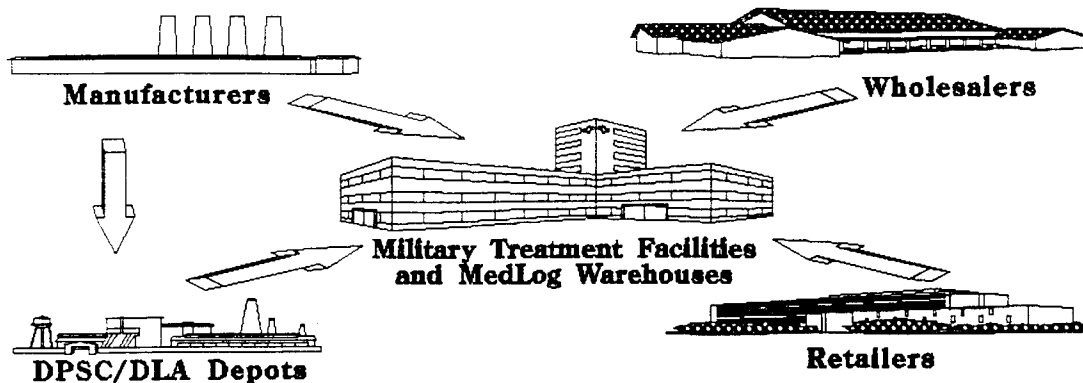 Manufacturers
Wholesalers
Military Treatment Facilities
and MedLog Warehouses
DPSC/DLA Depots
Retailers